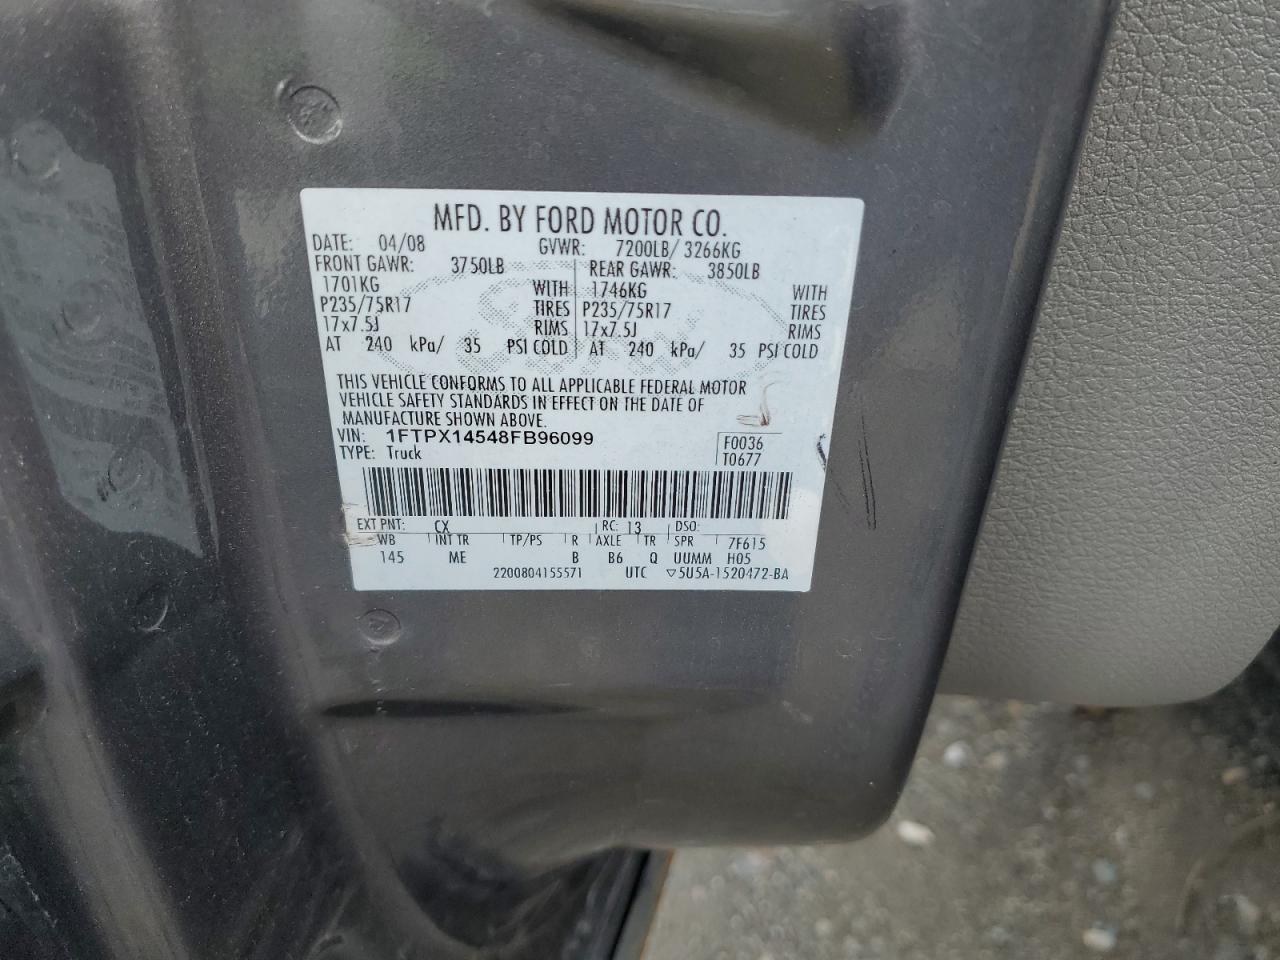 MFD. BY FORD MOTOR CO.
DATE: 04/08 GVWR: 7200LB/ 3266KG
FRONT GAWR: 3750LB REAR GAWR: 3850LB
1701KG WITH 1746KG WITH
P235/75R17 TIRES P235/75R17 TIRES
17x7.5J RIMS 17x7.5J RIMS
AT 240 kPa/ 35 PSI COLD AT 240 kPa/ 35 PSI COLD
THIS VEHICLE CONFORMS TO ALL APPLICABLE FEDERAL MOTOR
VEHICLE SAFETY STANDARDS IN EFFECT ON THE DATE OF
MANUFACTURE SHOWN ABOVE.
VIN: 1FTPX14548FB96099 F0036
TYPE: Truck T0677
EXT PNT: CX RC: 13 DSO:
WB INT TR TP/PS R AXLE TR SPR 7F615
145 ME B B6 Q UUMM H05
2200804155571 UTC ▽5U5A-1520472-BA